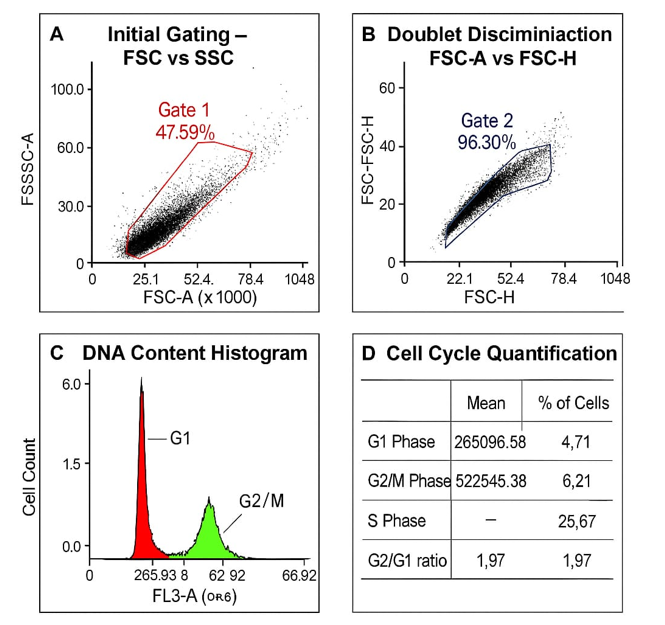 A Initial Gating –
FSC vs SSC
Gate 1
47.59%
FSSSC-A
100.0
60.0
30.0
0
0 25.1 52.4. 78.4 1048
FSC-A (x 1000)
B Doublet Disciminiaction
FSC-A vs FSC-H
Gate 2
96.30%
FSC-FSC-H
60
40
20
0
0 22.1 52.4 78.4 1048
FSC-H
C DNA Content Histogram
6.0
1.5
0.0
Cell Count
G1
G2/M
0 265.93 8 62 92 66.92
FL3-A (OR6)
D Cell Cycle Quantification
Mean % of Cells
G1 Phase 265096.58 4,71
G2/M Phase 522545.38 6,21
S Phase – 25,67
G2/G1 ratio 1,97 1,97